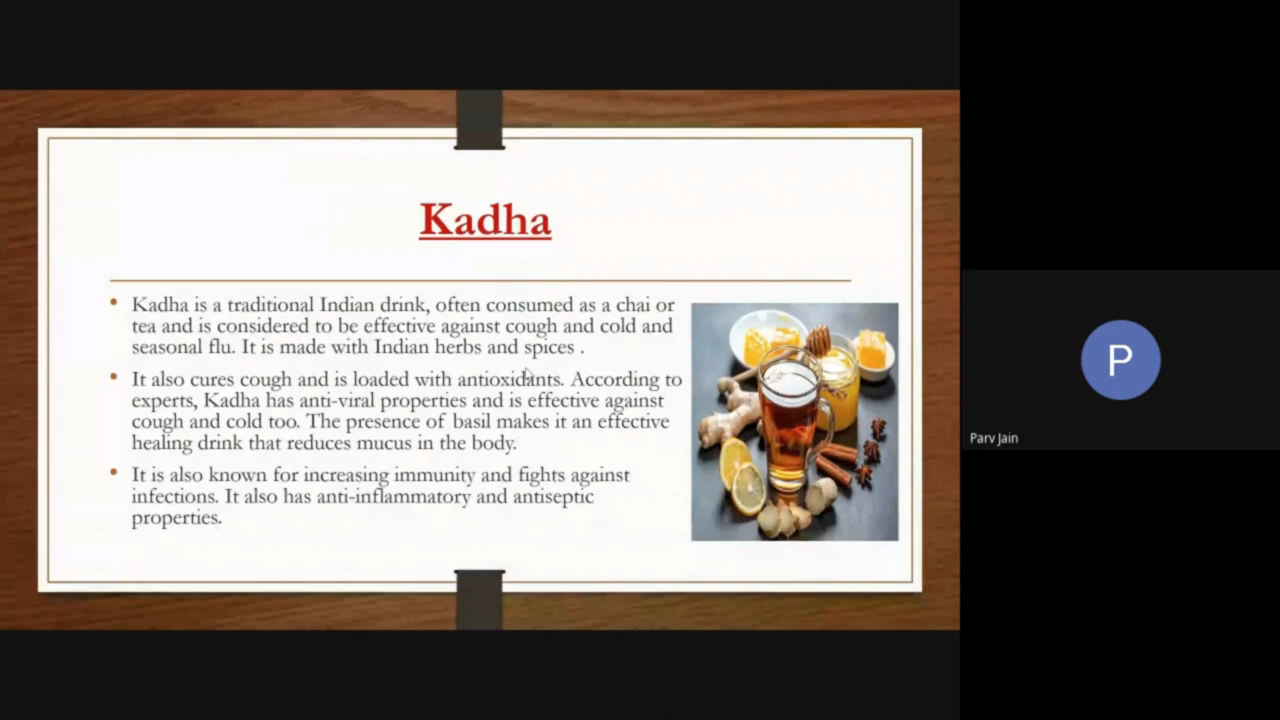 Kadha
• Kadha is a traditional Indian drink, often consumed as a chai or
tea and is considered to be effective against cough and cold and
seasonal flu. It is made with Indian herbs and spices .
• It also cures cough and is loaded with antioxidants. According to
experts, Kadha has anti-viral properties and is effective against
cough and cold too. The presence of basil makes it an effective
healing drink that reduces mucus in the body.
• It is also known for increasing immunity and fights against
infections. It also has anti-inflammatory and antiseptic
properties.
P
Parv Jain